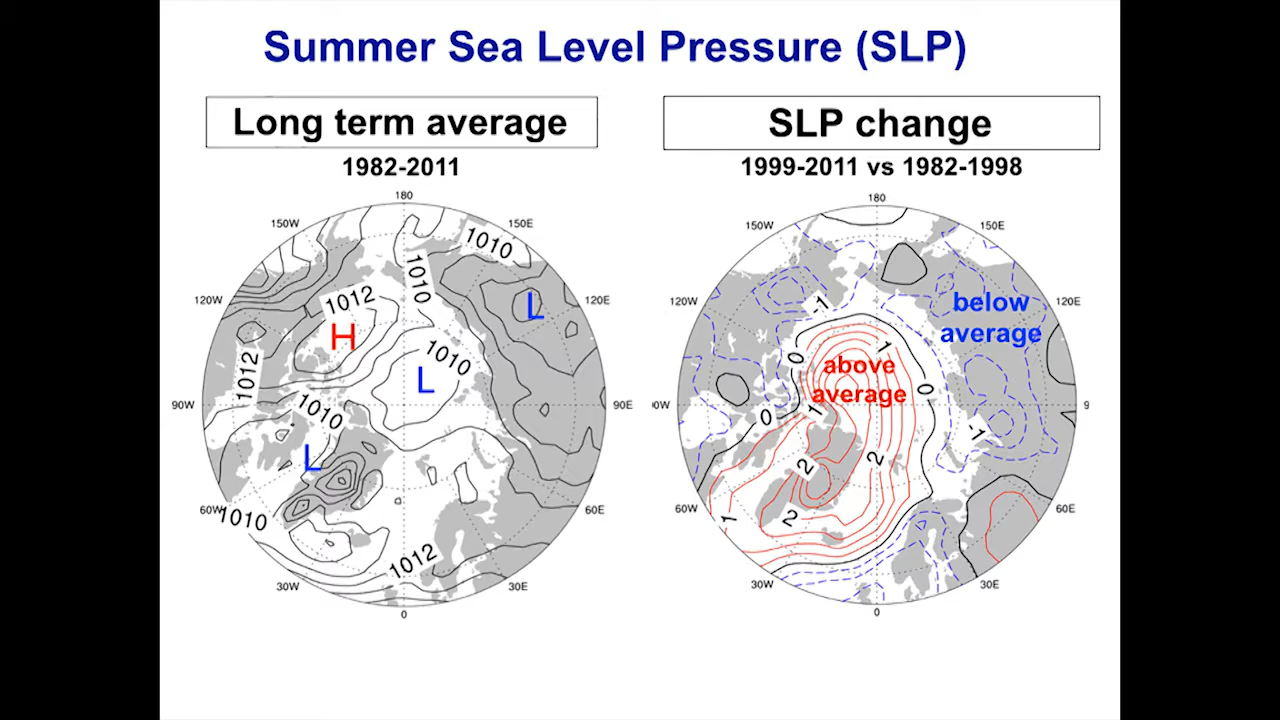 Summer Sea Level Pressure (SLP)
Long term average
1982-2011
180
150W
150E
120W
120E
90W
90E
60W
60E
30W
30E
0
1010
1010
1012
H
L
1010
L
1012
1010
L
1010
1012
SLP change
1999-2011 vs 1982-1998
180
150W
150E
120W
120E
0W
9
60W
60E
30W
30E
0
-1
below
average
1
0
above
average
0
1
0
-1
2
2
2
1